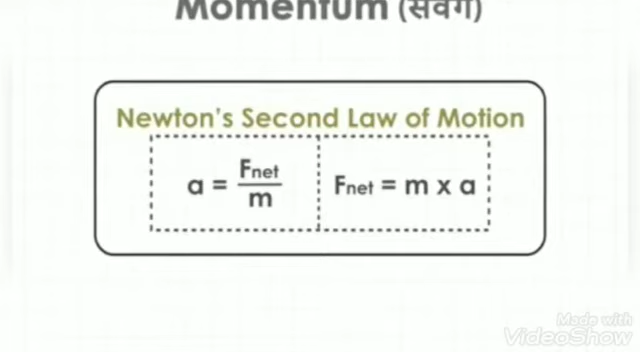 Momentum (संवेग)
Newton's Second Law of Motion
a = Fnet / m
Fnet = m x a
Made with
VideoShow